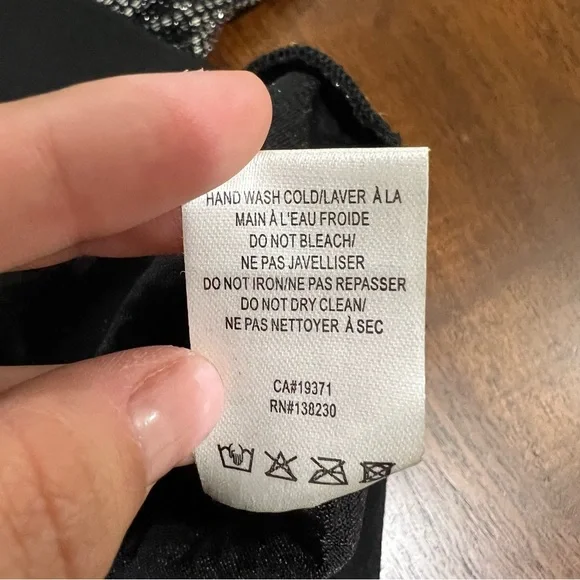 HAND WASH COLD/LAVER À LA
MAIN À L'EAU FROIDE
DO NOT BLEACH/
NE PAS JAVELLISER
DO NOT IRON/NE PAS REPASSER
DO NOT DRY CLEAN/
NE PAS NETTOYER À SEC
CA#19371
RN#138230